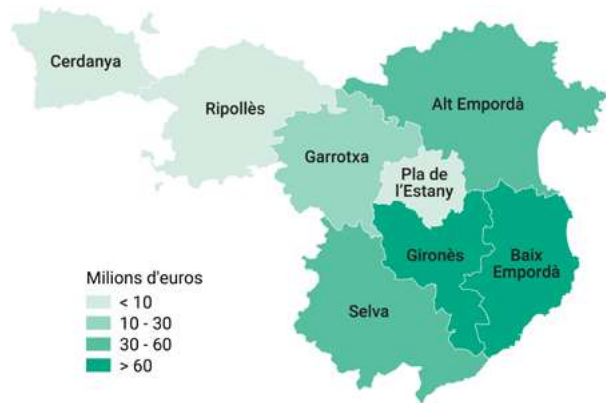 Cerdanya
Ripollès
Alt Empordà
Garrotxa
Pla de
l'Estany
Gironès
Baix
Empordà
Selva
Milions d'euros
< 10
10 - 30
30 - 60
> 60